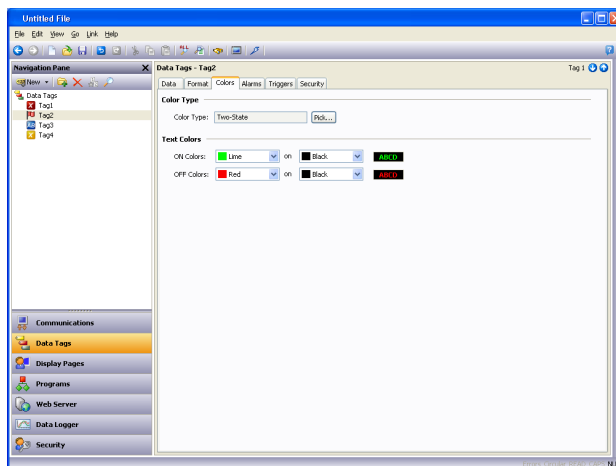 Untitled File
File Edit View Go Link Help
Navigation Pane X
New
Data Tags
Tag1
Tag2
Tag3
Tag4
Communications
Data Tags
Display Pages
Programs
Web Server
Data Logger
Security
Data Tags - Tag2 Tag 1
Data Format Colors Alarms Triggers Security
Color Type
Color Type: Two-State Pick...
Text Colors
ON Colors: Lime on Black ABCD
OFF Colors: Red on Black ABCD